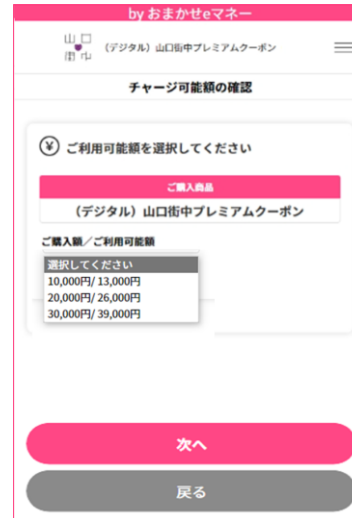 by おまかせeマネー
山口街中
（デジタル）山口街中プレミアムクーポン
チャージ可能額の確認
¥ ご利用可能額を選択してください
ご購入商品
（デジタル）山口街中プレミアムクーポン
ご購入額／ご利用可能額
選択してください
10,000円/ 13,000円
20,000円/ 26,000円
30,000円/ 39,000円
次へ
戻る